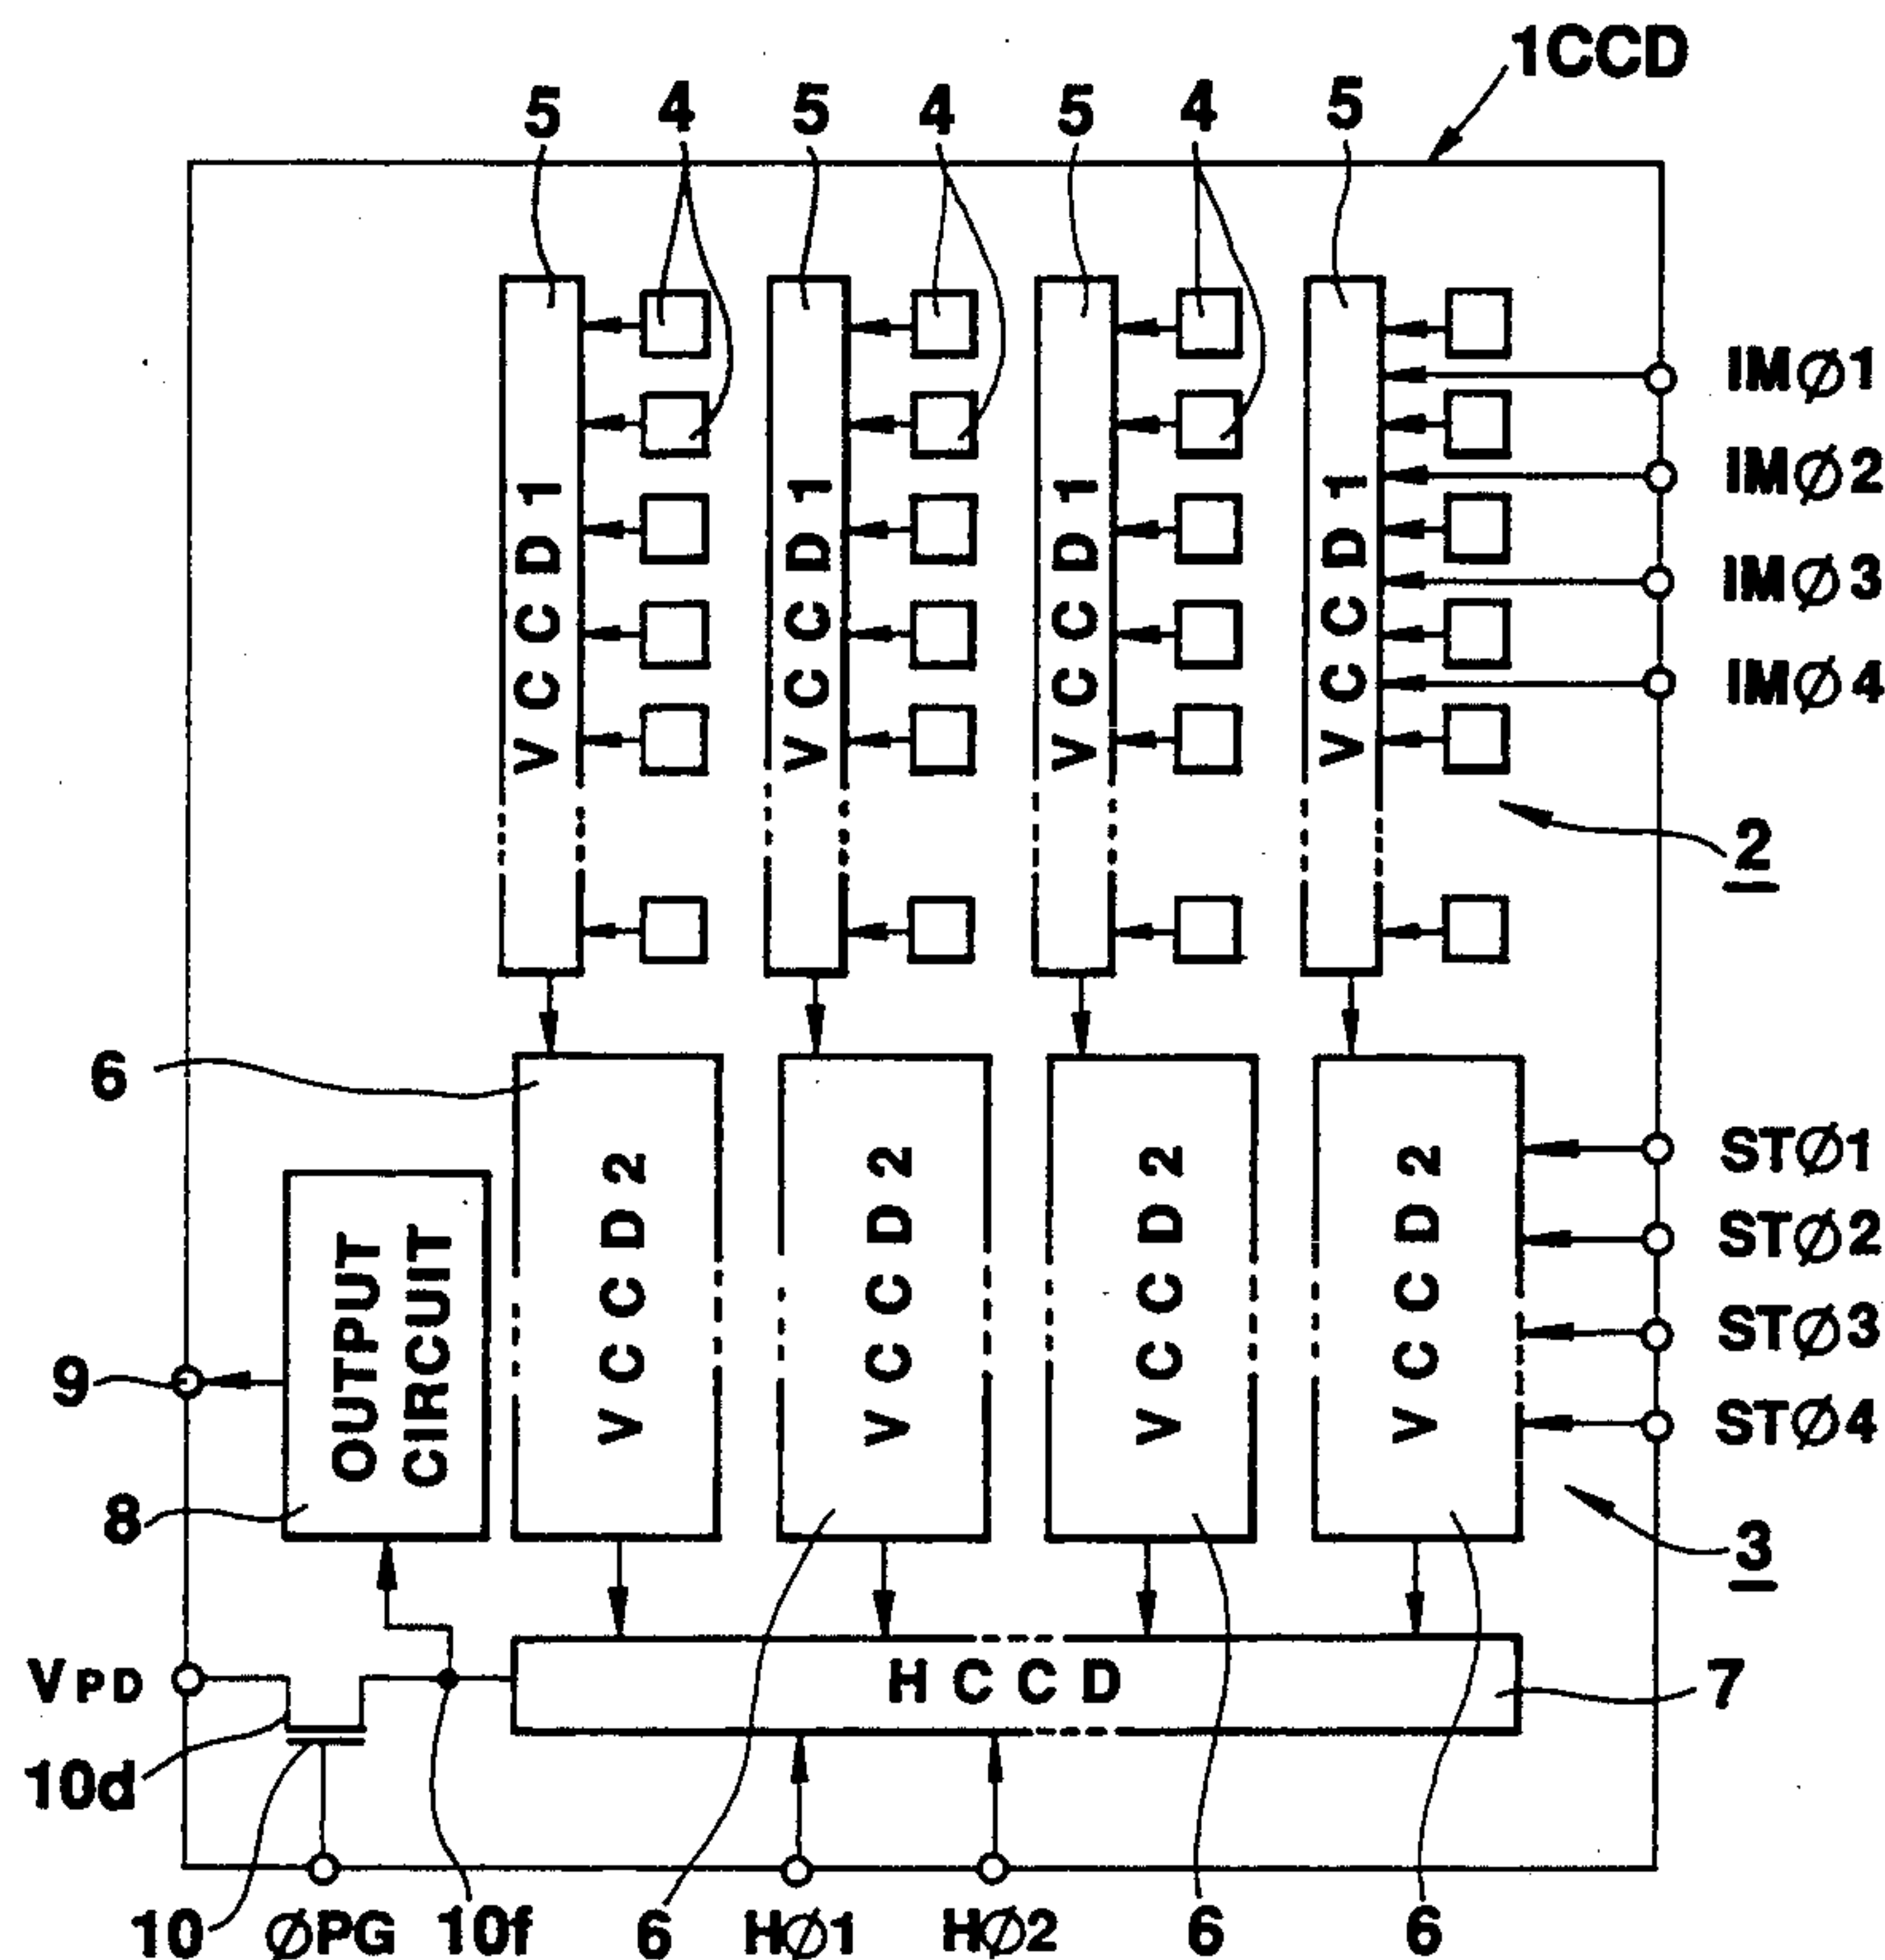 1CCD
5 4 5 4 5 4 5
IMØ1
IMØ2
IMØ3
IMØ4
VCCD1 VCCD1 VCCD1 VCCD1
2
6
VCCD2 VCCD2 VCCD2 VCCD2
STØ1
STØ2
STØ3
STØ4
OUTPUT
CIRCUIT
9
8
3
VPD
HCCD
7
10d
10 ØPG 10f 6 HØ1 HØ2 6 6